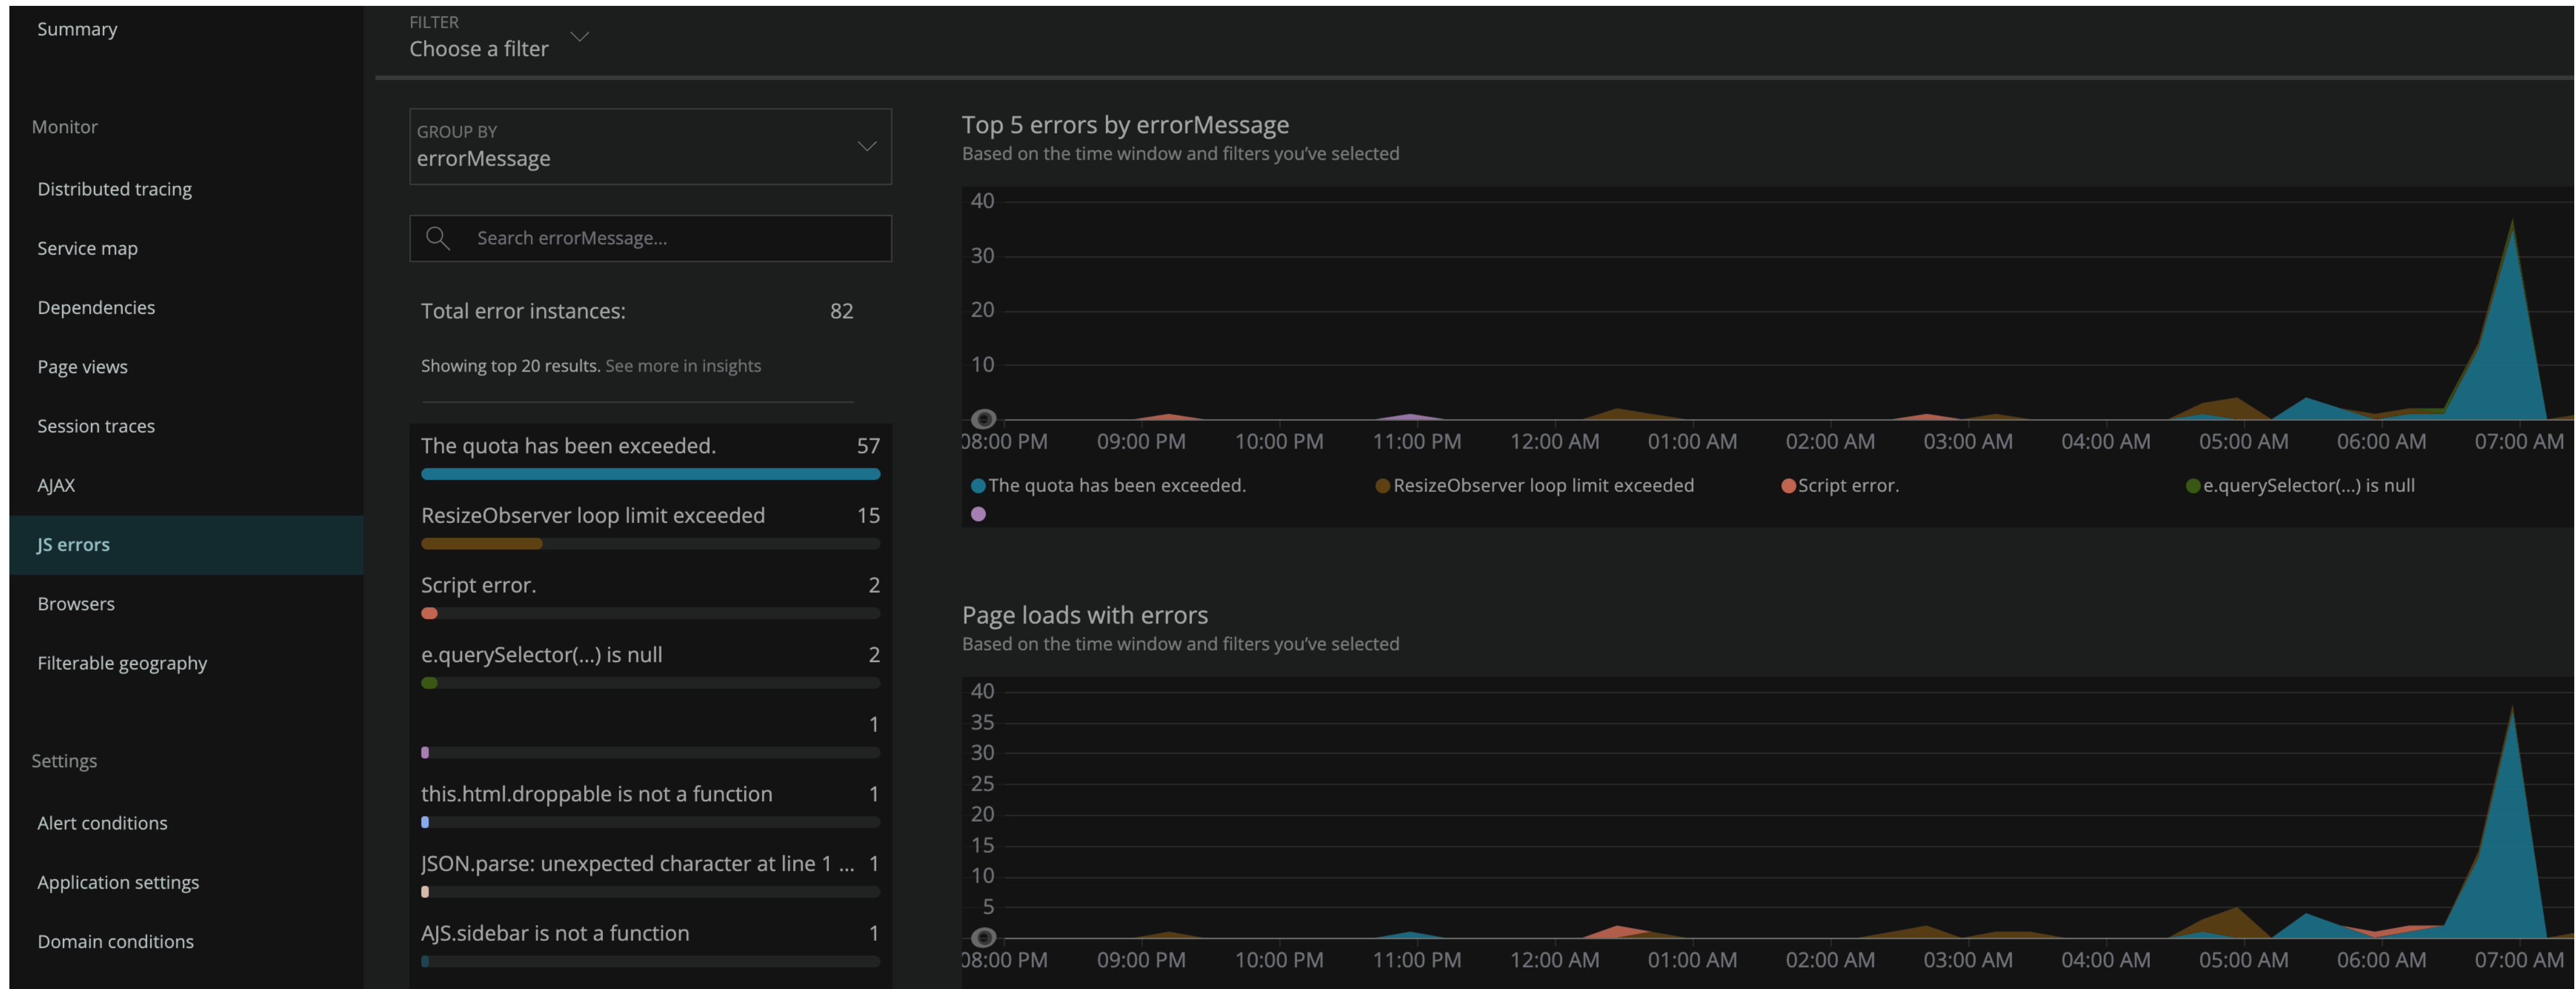 Summary
Monitor
Distributed tracing
Service map
Dependencies
Page views
Session traces
AJAX
JS errors
Browsers
Filterable geography
Settings
Alert conditions
Application settings
Domain conditions
FILTER
Choose a filter
GROUP BY
errorMessage
Search errorMessage...
Total error instances: 82
Showing top 20 results. See more in insights
The quota has been exceeded. 57
ResizeObserver loop limit exceeded 15
Script error. 2
e.querySelector(...) is null 2
1
this.html.droppable is not a function 1
JSON.parse: unexpected character at line 1 ... 1
AJS.sidebar is not a function 1
Top 5 errors by errorMessage
Based on the time window and filters you've selected
40
30
20
10
08:00 PM 09:00 PM 10:00 PM 11:00 PM 12:00 AM 01:00 AM 02:00 AM 03:00 AM 04:00 AM 05:00 AM 06:00 AM 07:00 AM
The quota has been exceeded. ResizeObserver loop limit exceeded Script error. e.querySelector(...) is null
Page loads with errors
Based on the time window and filters you've selected
40
35
30
25
20
15
10
5
08:00 PM 09:00 PM 10:00 PM 11:00 PM 12:00 AM 01:00 AM 02:00 AM 03:00 AM 04:00 AM 05:00 AM 06:00 AM 07:00 AM